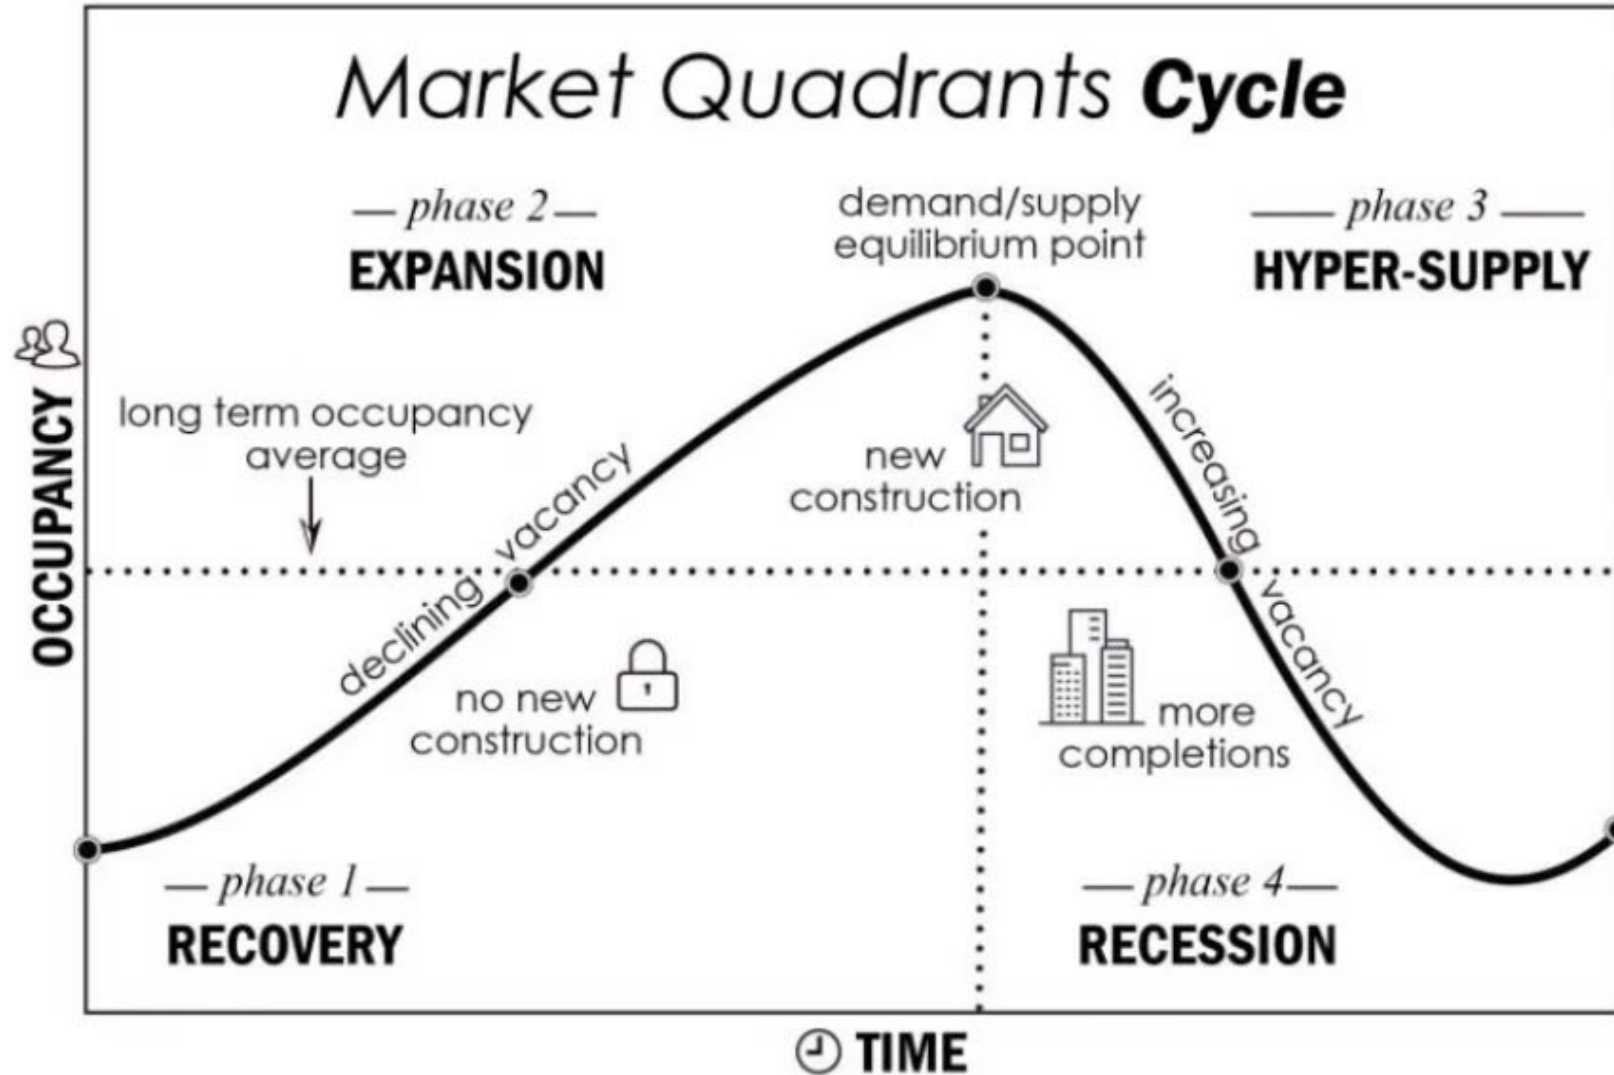 Market Quadrants Cycle
— phase 2 —
EXPANSION
demand/supply
equilibrium point
— phase 3 —
HYPER-SUPPLY
OCCUPANCY
long term occupancy
average
declining vacancy
new
construction
increasing vacancy
no new
construction
more
completions
— phase 1 —
RECOVERY
— phase 4 —
RECESSION
TIME